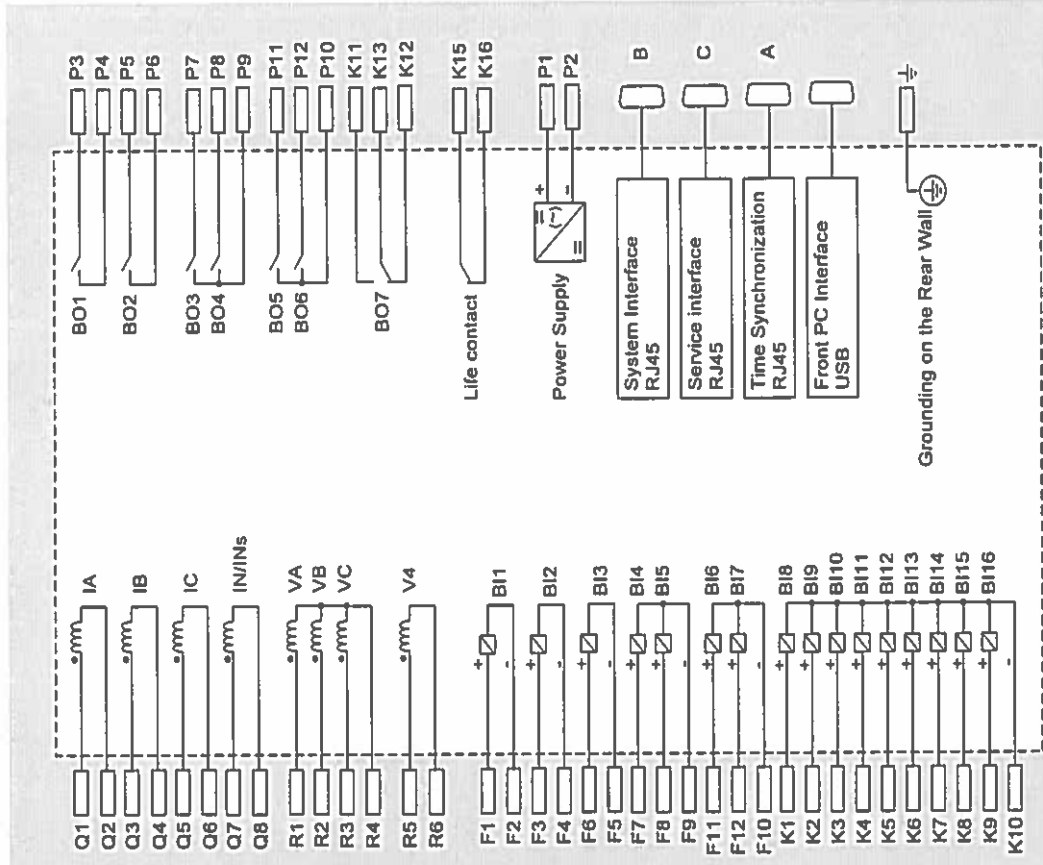 Q1
IA
Q2
Q3
IB
Q4
Q5
IC
Q6
Q7
IN/INs
Q8
R1
VA
R2
VB
R3
VC
R4
R5
V4
R6
F1
+
BI1
F2
-
F3
+
BI2
F4
-
F6
+
BI3
F5
-
F7
+
BI4
F8
BI5
F9
-
F11
+
BI6
F12
BI7
F10
-
K1
+
BI8
K2
BI9
K3
BI10
K4
BI11
K5
BI12
K6
BI13
K7
BI14
K8
BI15
K9
BI16
K10
-
BO1
P3
P4
BO2
P5
P6
BO3
P7
BO4
P8
P9
BO5
P11
BO6
P12
P10
K11
BO7
K13
K12
Life contact
K15
K16
Power Supply
(~)
=
+
P1
-
P2
System Interface
RJ45
B
Service interface
RJ45
C
Time Synchronization
RJ45
A
Front PC Interface
USB
Grounding on the Rear Wall